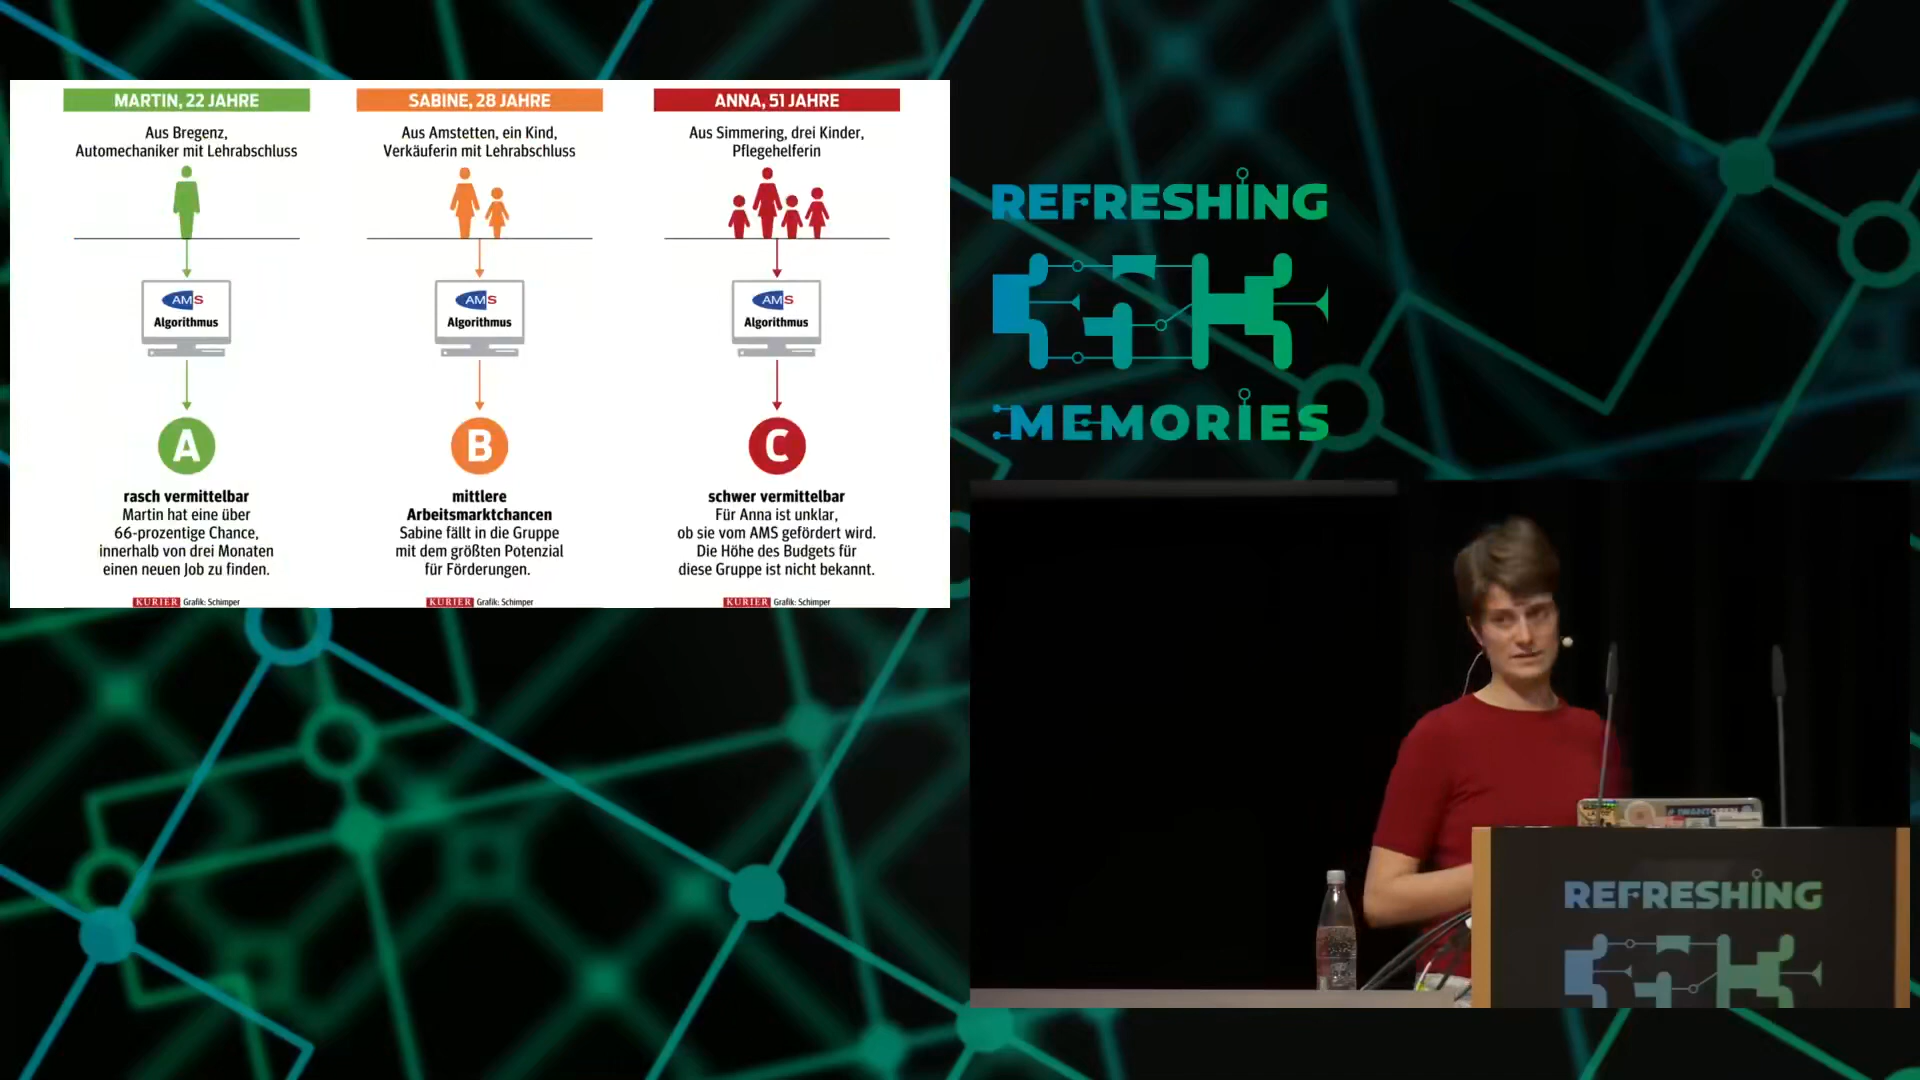 MARTIN, 22 JAHRE
Aus Bregenz,
Automechaniker mit Lehrabschluss
AMS
Algorithmus
A
rasch vermittelbar
Martin hat eine über
66-prozentige Chance,
innerhalb von drei Monaten
einen neuen Job zu finden.
KURIER Grafik: Schimper
SABINE, 28 JAHRE
Aus Amstetten, ein Kind,
Verkäuferin mit Lehrabschluss
AMS
Algorithmus
B
mittlere
Arbeitsmarktchancen
Sabine fällt in die Gruppe
mit dem größten Potenzial
für Förderungen.
KURIER Grafik: Schimper
ANNA, 51 JAHRE
Aus Simmering, drei Kinder,
Pflegehelferin
AMS
Algorithmus
C
schwer vermittelbar
Für Anna ist unklar,
ob sie vom AMS gefördert wird.
Die Höhe des Budgets für
diese Gruppe ist nicht bekannt.
KURIER Grafik: Schimper
REFRESHING
MEMORIES
REFRESHING